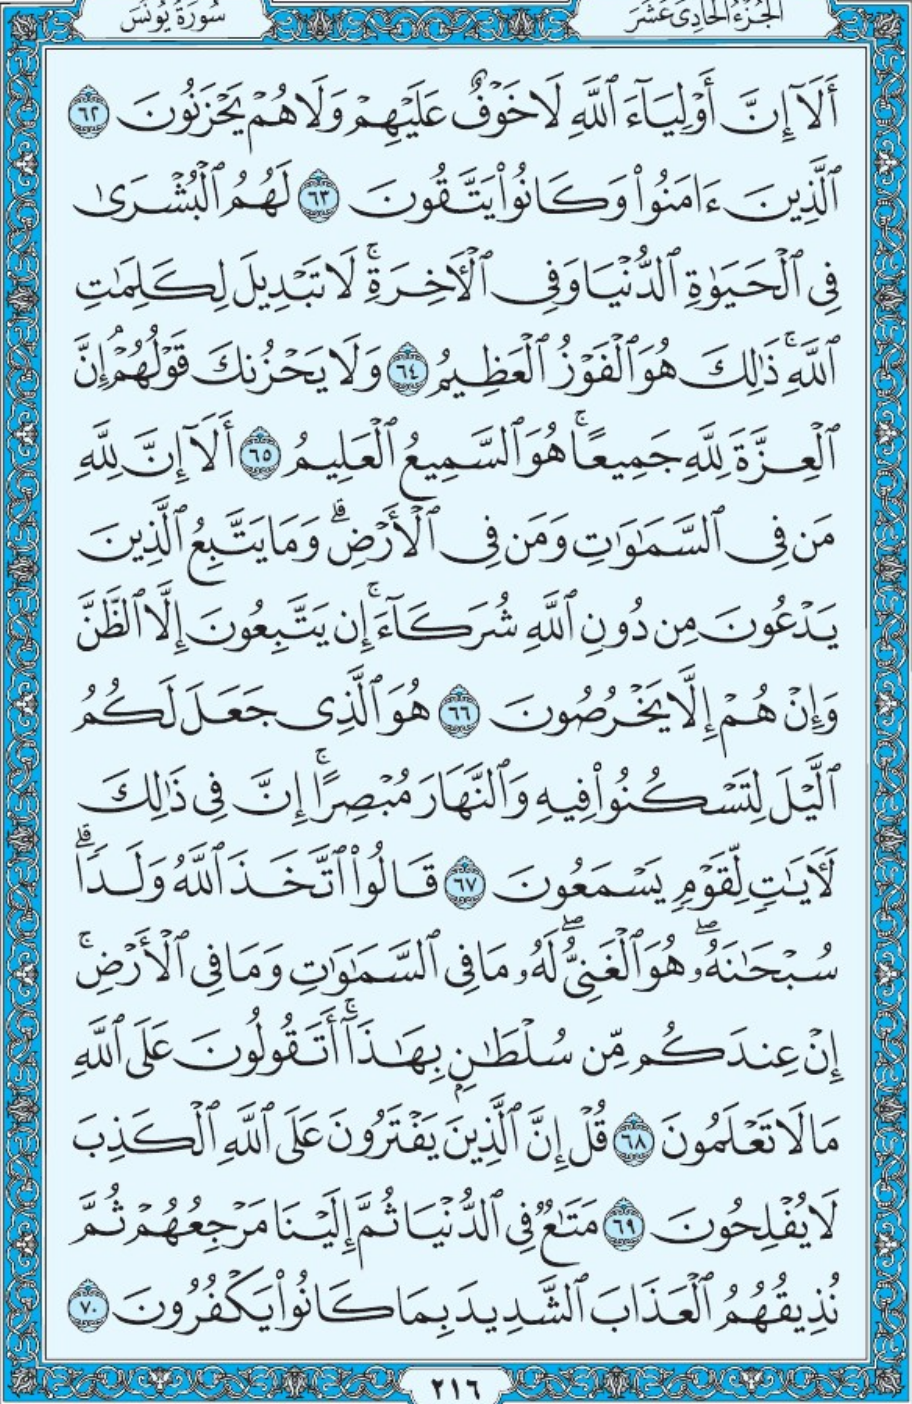 الجُزْءُ الحَادِىَ عَشَرَ
سُورَةُ يُونُسَ
أَلَآ إِنَّ أَوْلِيَآءَ ٱللَّهِ لَا خَوْفٌ عَلَيْهِمْ وَلَا هُمْ يَحْزَنُونَ ٦٢
ٱلَّذِينَ ءَامَنُواْ وَكَانُواْ يَتَّقُونَ ٦٣ لَهُمُ ٱلْبُشْرَىٰ
فِى ٱلْحَيَوٰةِ ٱلدُّنْيَا وَفِى ٱلْأَخِرَةِۚ لَا تَبْدِيلَ لِكَلِمَٰتِ
ٱللَّهِۚ ذَٰلِكَ هُوَ ٱلْفَوْزُ ٱلْعَظِيمُ ٦٤ وَلَا يَحْزُنكَ قَوْلُهُمْۘ إِنَّ
ٱلْعِزَّةَ لِلَّهِ جَمِيعًاۚ هُوَ ٱلسَّمِيعُ ٱلْعَلِيمُ ٦٥ أَلَآ إِنَّ لِلَّهِ
مَن فِى ٱلسَّمَٰوَٰتِ وَمَن فِى ٱلْأَرْضِۗ وَمَا يَتَّبِعُ ٱلَّذِينَ
يَدْعُونَ مِن دُونِ ٱللَّهِ شُرَكَآءَۚ إِن يَتَّبِعُونَ إِلَّا ٱلظَّنَّ
وَإِنْ هُمْ إِلَّا يَخْرُصُونَ ٦٦ هُوَ ٱلَّذِى جَعَلَ لَكُمُ
ٱلَّيْلَ لِتَسْكُنُواْ فِيهِ وَٱلنَّهَارَ مُبْصِرًاۚ إِنَّ فِى ذَٰلِكَ
لَأَيَٰتٍ لِّقَوْمٍ يَسْمَعُونَ ٦٧ قَالُواْ ٱتَّخَذَ ٱللَّهُ وَلَدًاۗ
سُبْحَٰنَهُۥۖ هُوَ ٱلْغَنِىُّۖ لَهُۥ مَا فِى ٱلسَّمَٰوَٰتِ وَمَا فِى ٱلْأَرْضِۚ
إِنْ عِندَكُم مِّن سُلْطَٰنٍۭ بِهَٰذَآۚ أَتَقُولُونَ عَلَى ٱللَّهِ
مَا لَا تَعْلَمُونَ ٦٨ قُلْ إِنَّ ٱلَّذِينَ يَفْتَرُونَ عَلَى ٱللَّهِ ٱلْكَذِبَ
لَا يُفْلِحُونَ ٦٩ مَتَٰعٌ فِى ٱلدُّنْيَا ثُمَّ إِلَيْنَا مَرْجِعُهُمْ ثُمَّ
نُذِيقُهُمُ ٱلْعَذَابَ ٱلشَّدِيدَ بِمَا كَانُواْ يَكْفُرُونَ ٧٠
٢١٦